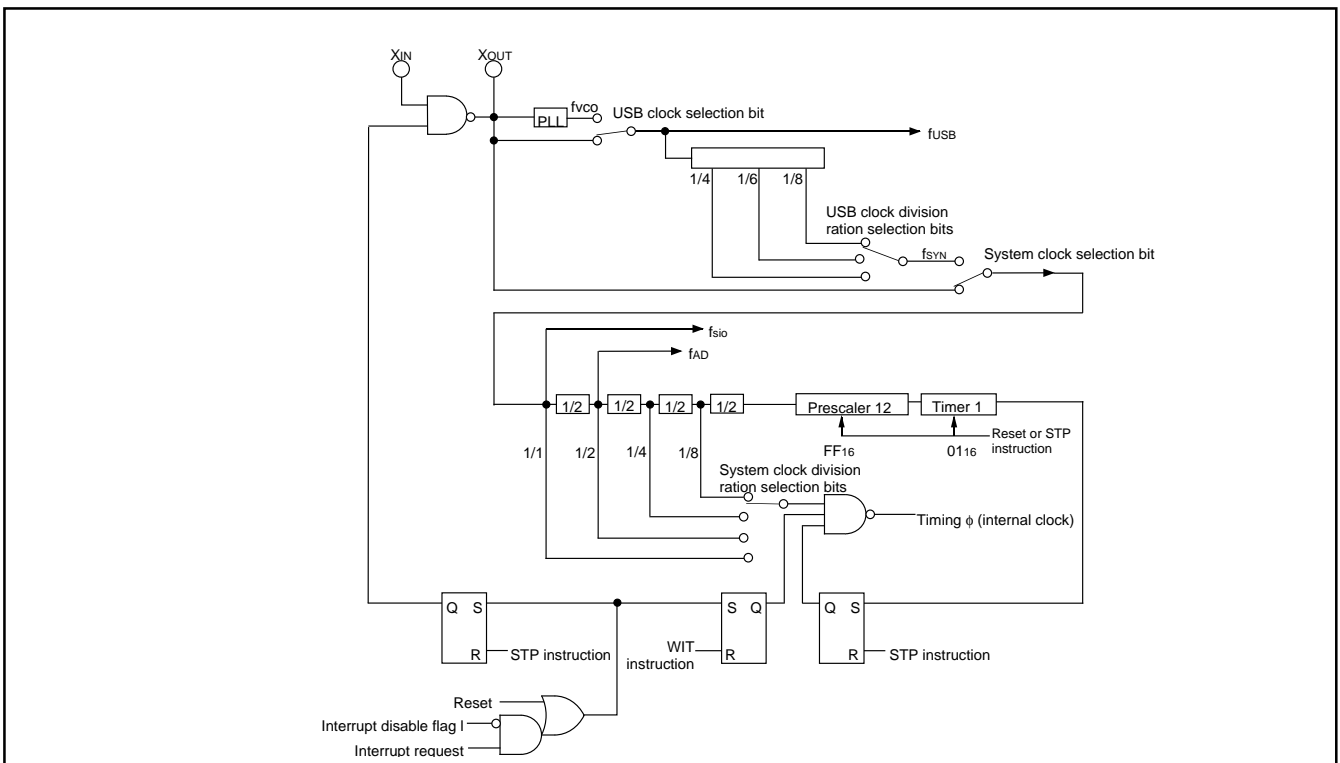 XIN
XOUT
PLL
fVCO
USB clock selection bit
fUSB
1/4
1/6
1/8
USB clock division
ration selection bits
fSYN
System clock selection bit
fsio
fAD
1/2
1/2
1/2
1/2
Prescaler 12
Timer 1
FF16
0116
Reset or STP
instruction
1/1
1/2
1/4
1/8
System clock division
ration selection bits
Timing ϕ (internal clock)
Q S
R
STP instruction
S Q
R
WIT
instruction
Q S
R
STP instruction
Reset
Interrupt disable flag I
Interrupt request